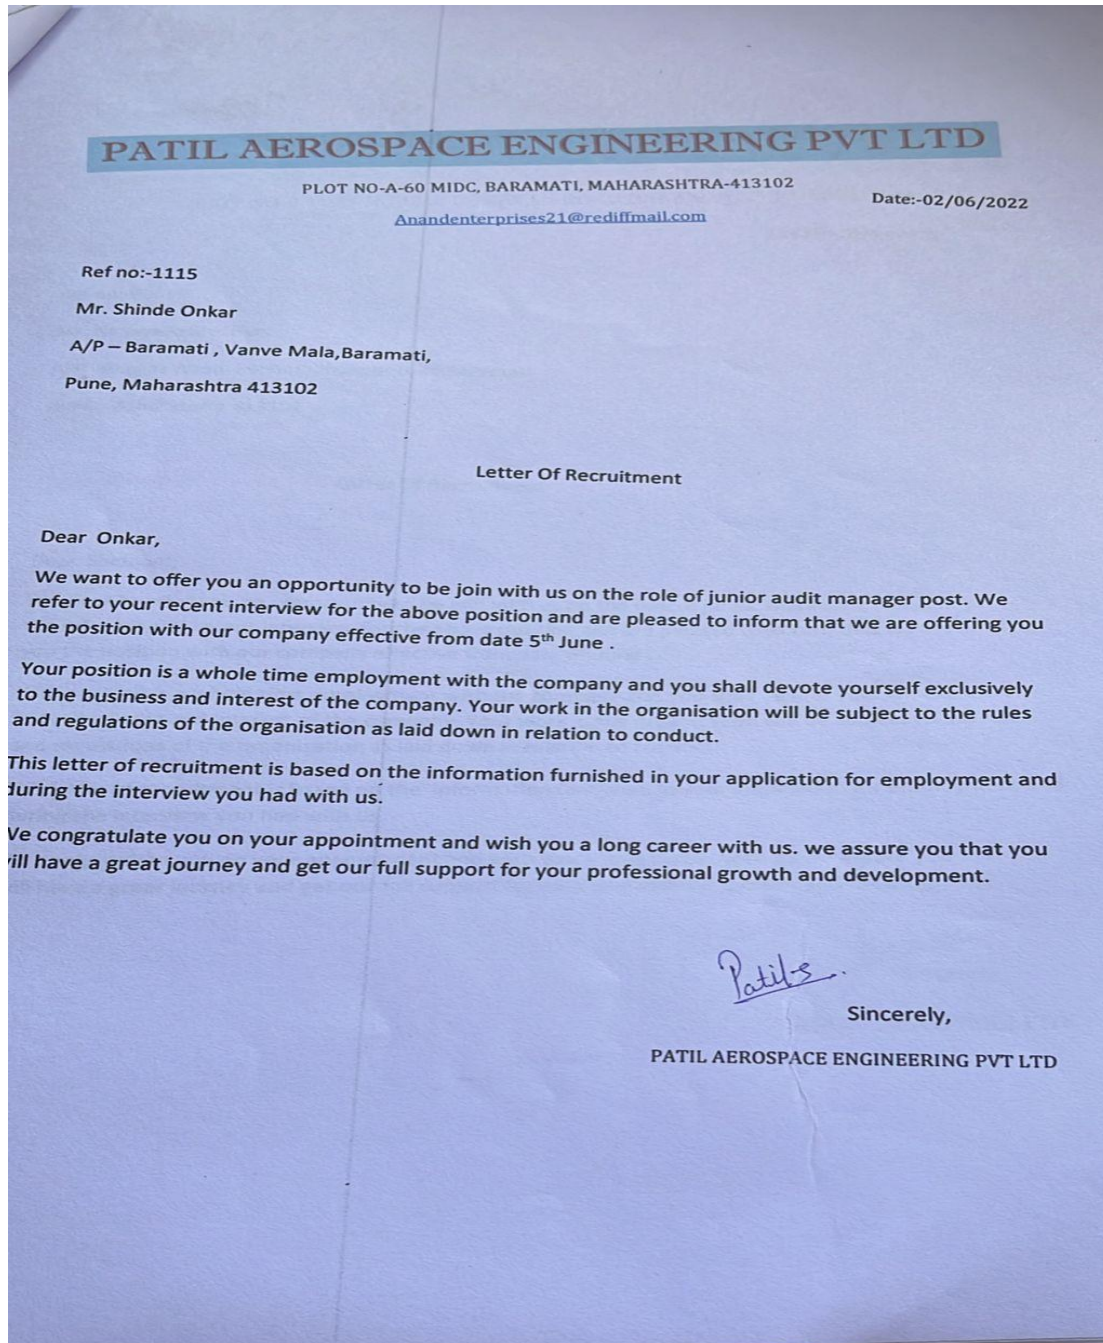 PATIL AEROSPACE ENGINEERING PVT LTD
PLOT NO-A-60 MIDC, BARAMATI, MAHARASHTRA-413102
Date:-02/06/2022
Anandenterprises21@rediffmail.com
Ref no:-1115
Mr. Shinde Onkar
A/P – Baramati , Vanve Mala,Baramati,
Pune, Maharashtra 413102
Letter Of Recruitment
Dear Onkar,
We want to offer you an opportunity to be join with us on the role of junior audit manager post. We
refer to your recent interview for the above position and are pleased to inform that we are offering you
the position with our company effective from date 5th June .
Your position is a whole time employment with the company and you shall devote yourself exclusively
to the business and interest of the company. Your work in the organisation will be subject to the rules
and regulations of the organisation as laid down in relation to conduct.
This letter of recruitment is based on the information furnished in your application for employment and
during the interview you had with us.
We congratulate you on your appointment and wish you a long career with us. we assure you that you
will have a great journey and get our full support for your professional growth and development.
Patils
Sincerely,
PATIL AEROSPACE ENGINEERING PVT LTD